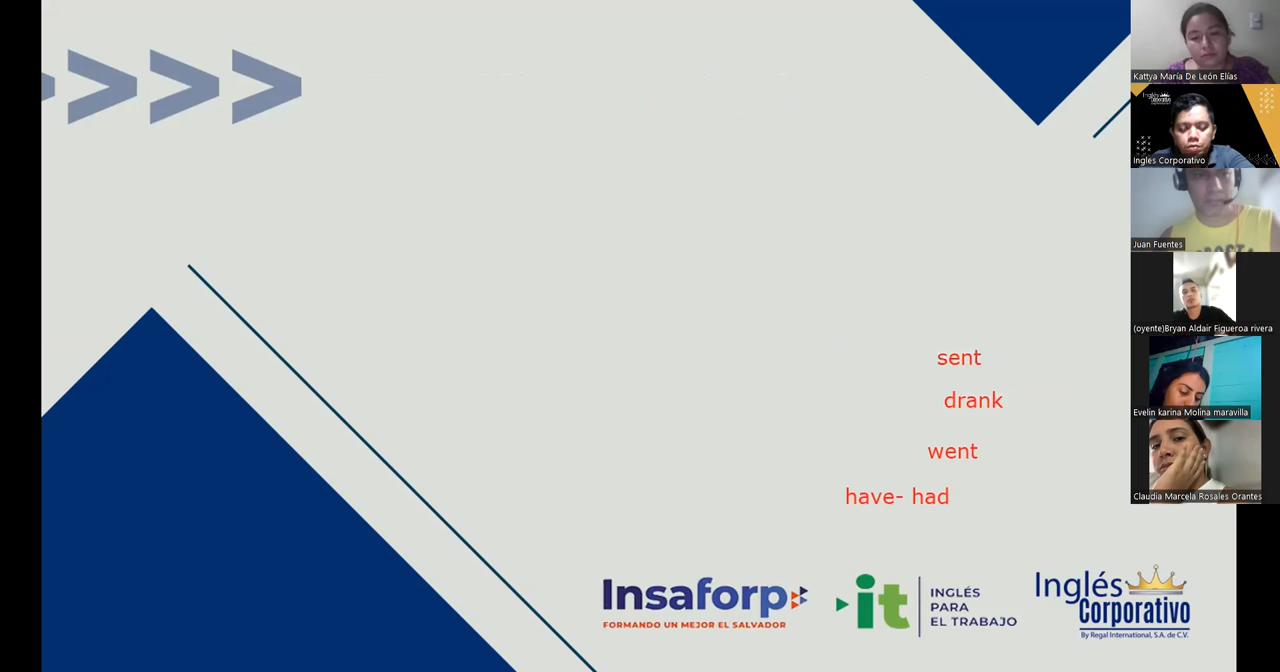 Kattya María De León Elías
Inglés
Corporativo
Ingles Corporativo
Juan Fuentes
(oyente)Bryan Aldair Figueroa rivera
sent
drank
Evelin karina Molina maravilla
went
have- had
Claudia Marcela Rosales Orantes
Insaforp
FORMANDO UN MEJOR EL SALVADOR
it
INGLÉS
PARA
EL TRABAJO
Inglés
Corporativo
By Regal International, S.A. de C.V.